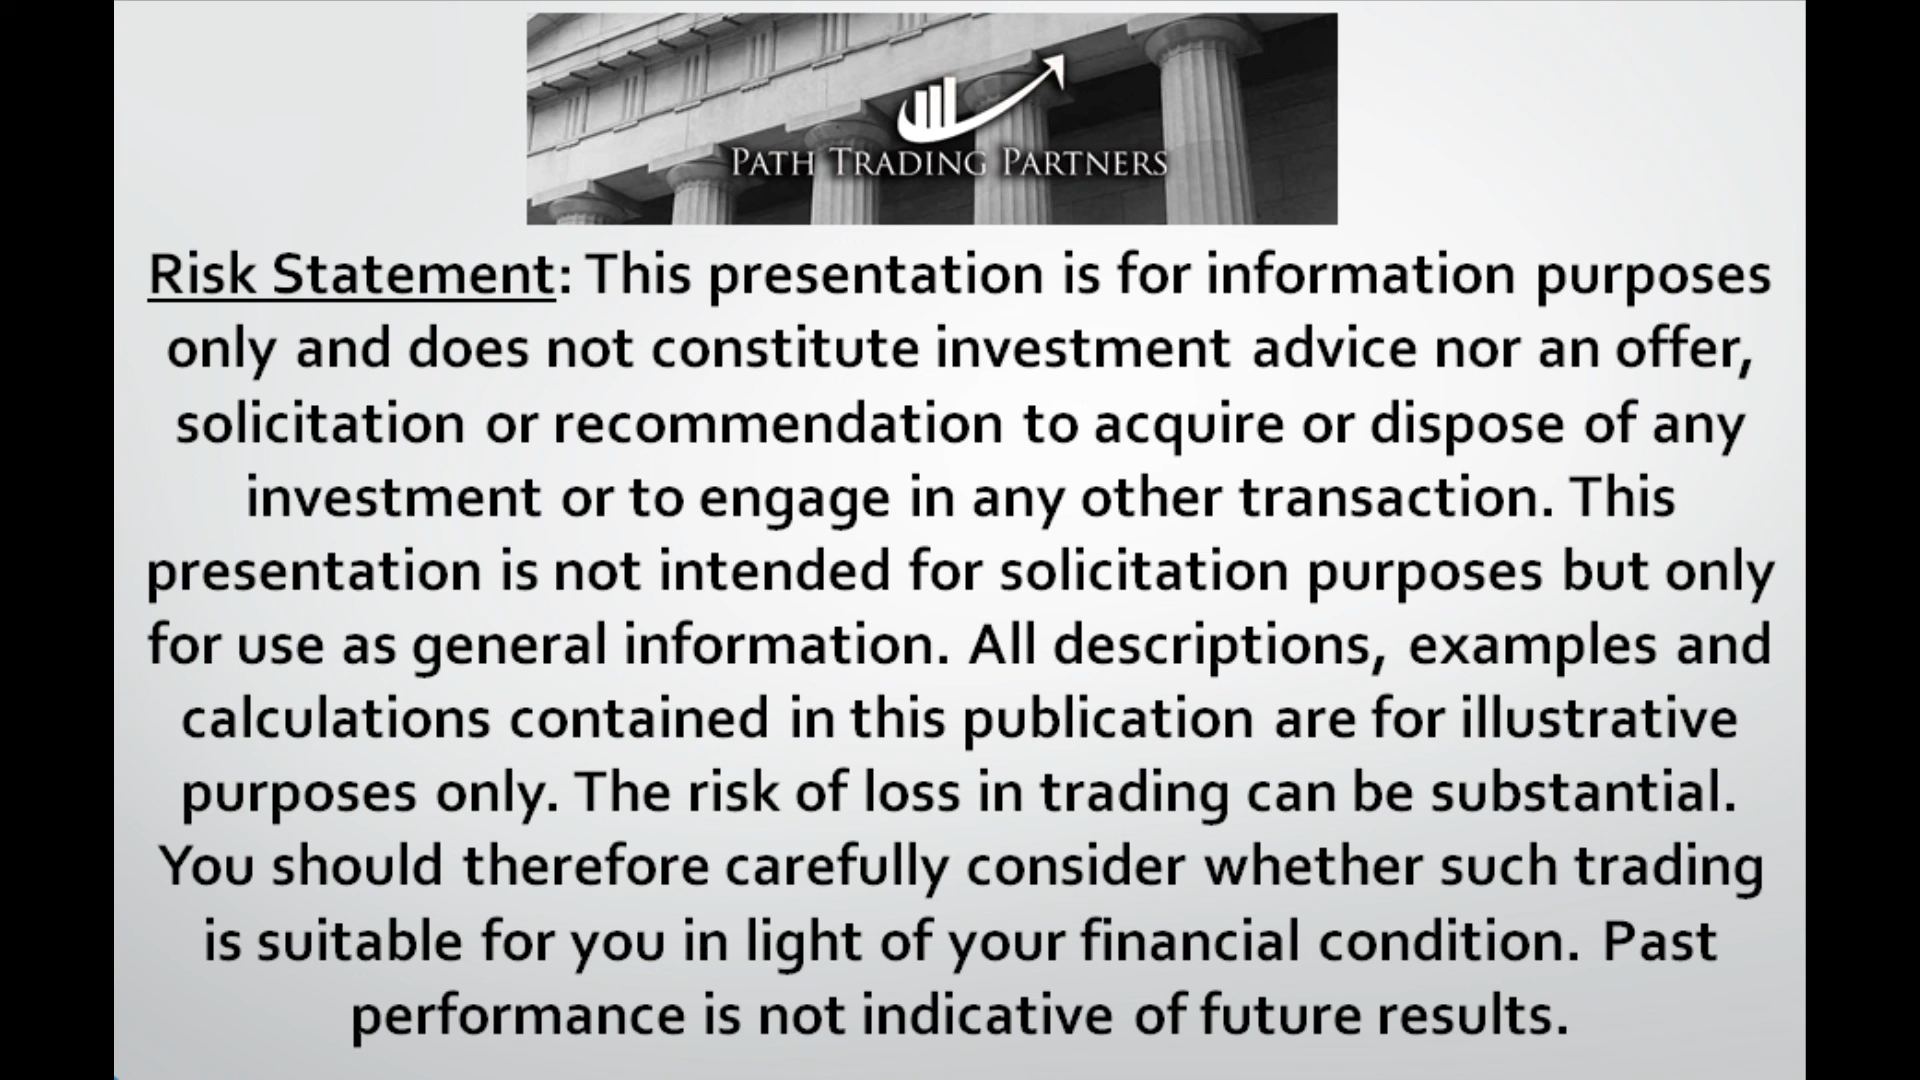 PATH TRADING PARTNERS
Risk Statement: This presentation is for information purposes
only and does not constitute investment advice nor an offer,
solicitation or recommendation to acquire or dispose of any
investment or to engage in any other transaction. This
presentation is not intended for solicitation purposes but only
for use as general information. All descriptions, examples and
calculations contained in this publication are for illustrative
purposes only. The risk of loss in trading can be substantial.
You should therefore carefully consider whether such trading
is suitable for you in light of your financial condition. Past
performance is not indicative of future results.